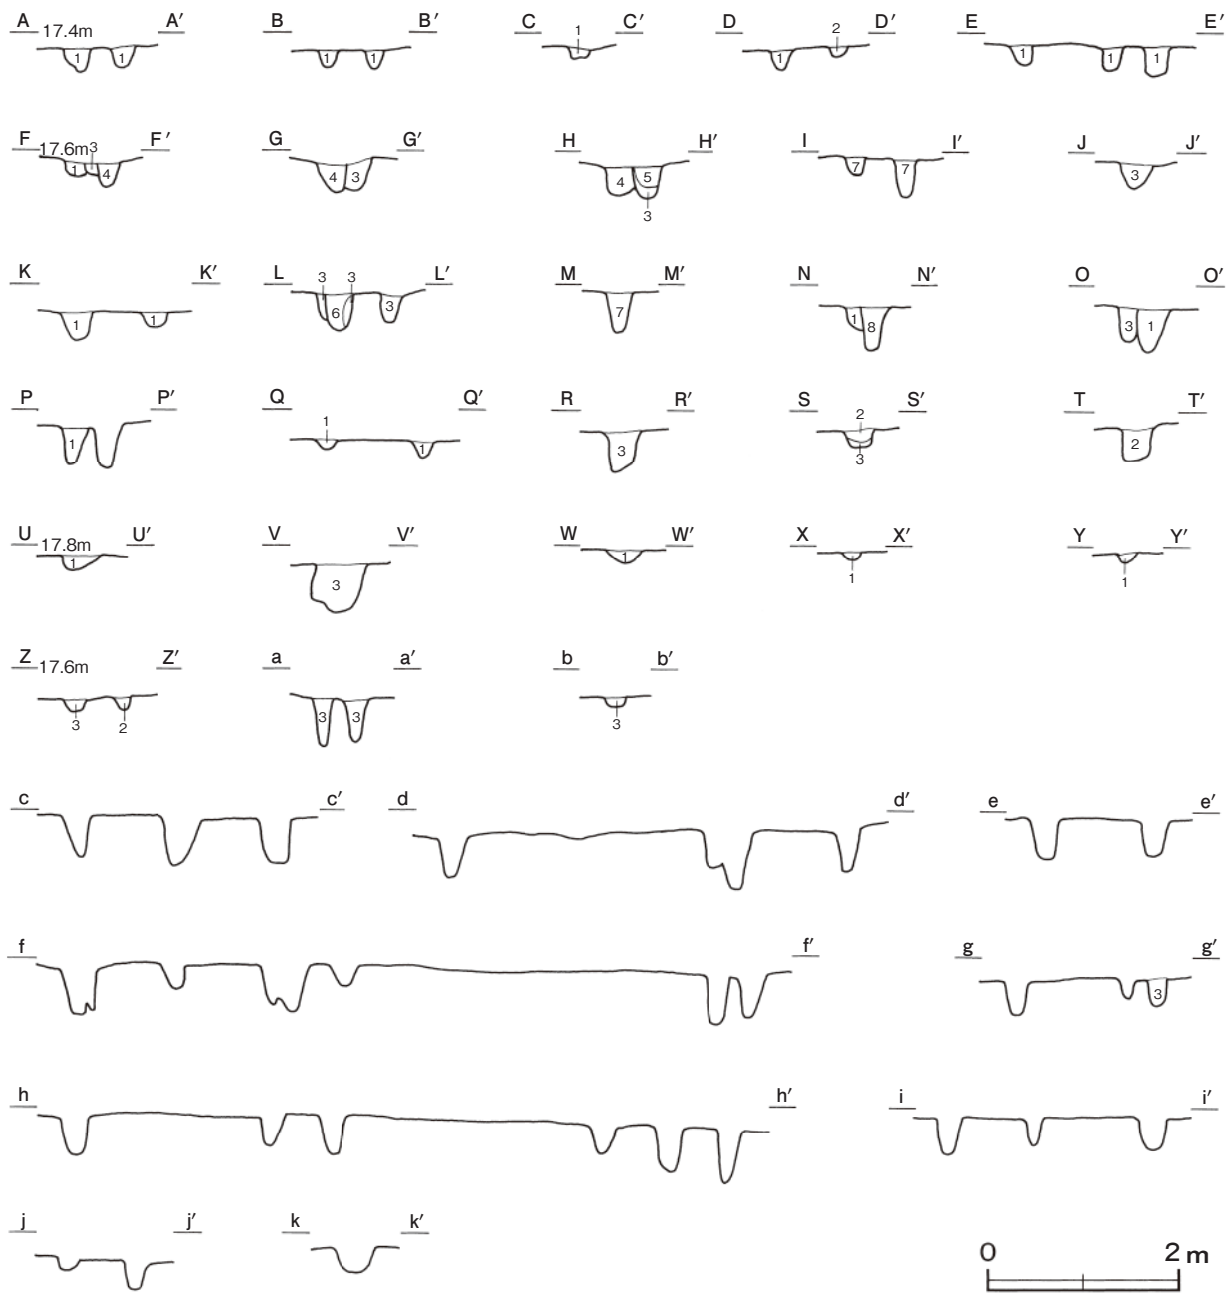 A 17.4m A′ B B′ C C′ D D′ E E′
1 1 1 1 1 1 2 1 1 1
F 17.6m F′ G G′ H H′ I I′ J J′
1 3 4 4 3 4 5 3 7 7 3
K K′ L L′ M M′ N N′ O O′
1 1 3 3 6 3 7 1 8 3 1
P P′ Q Q′ R R′ S S′ T T′
1 1 1 3 2 3 2
U 17.8m U′ V V′ W W′ X X′ Y Y′
1 3 1 1 1
Z 17.6m Z′ a a′ b b′
3 2 3 3 3
c c′ d d′ e e′
f f′ g g′
3
h h′ i i′
j j′ k k′
0 2 m